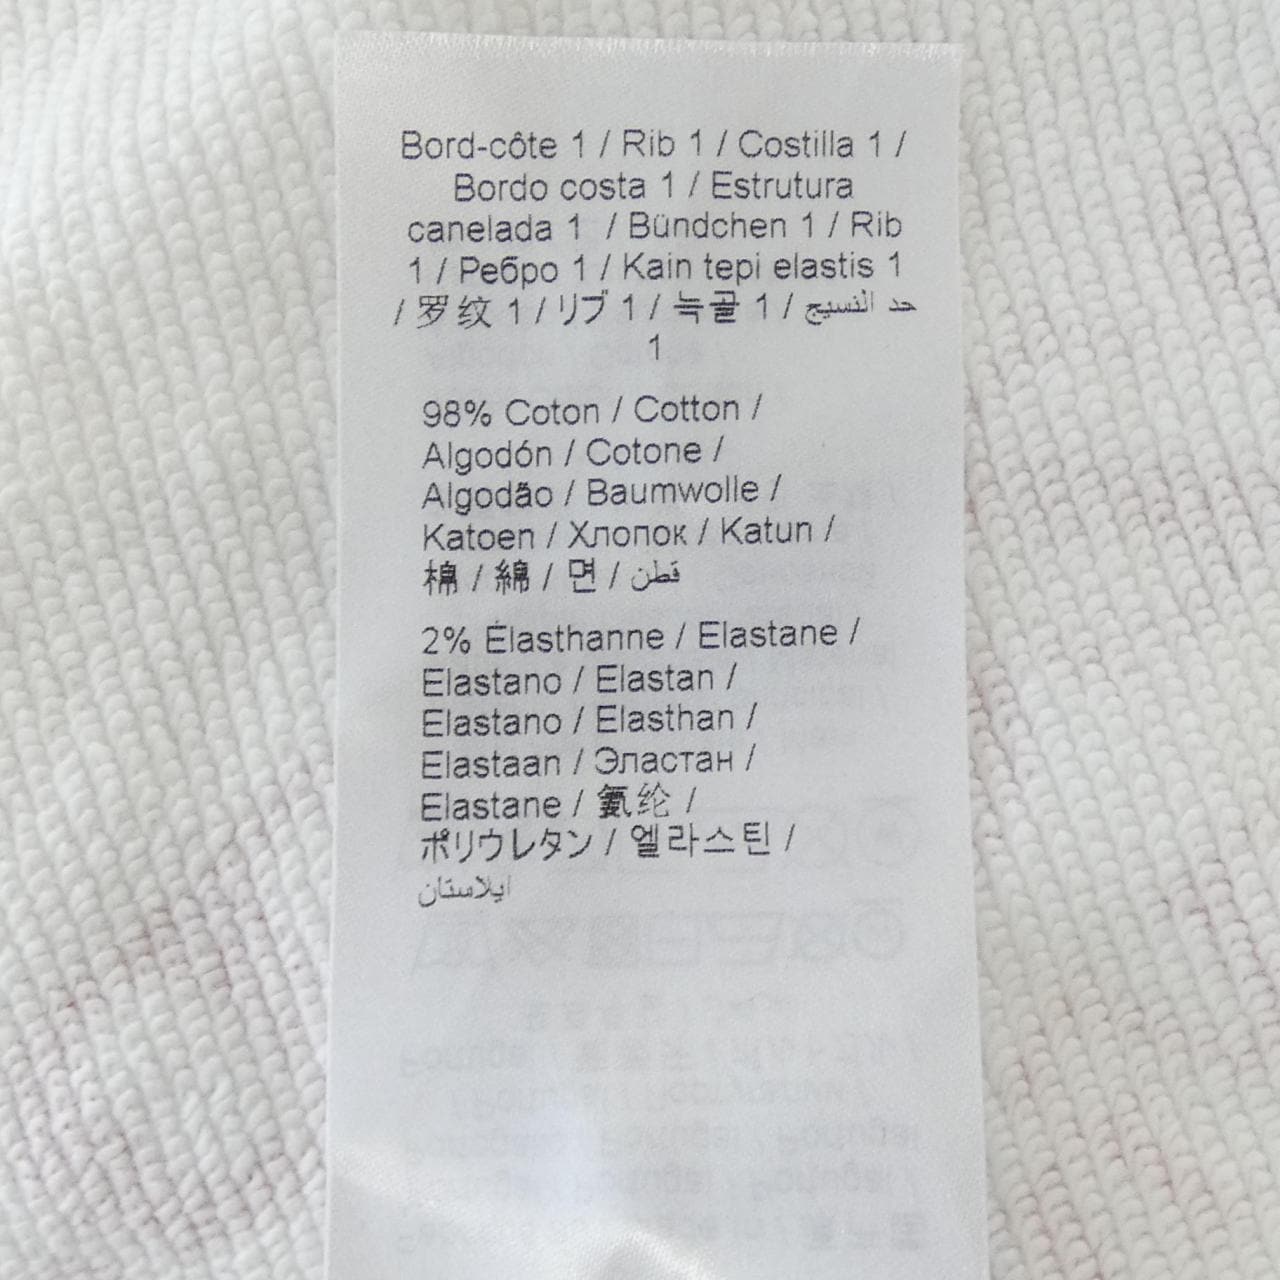 Bord-côte 1 / Rib 1 / Costilla 1 /
Bordo costa 1 / Estrutura
canelada 1 / Bündchen 1 / Rib
1 / Ребро 1 / Kain tepi elastis 1
/ 罗纹 1 / リブ 1 / 늑골 1 / حد النسيج
1
98% Coton / Cotton /
Algodón / Cotone /
Algodão / Baumwolle /
Katoen / Хлопок / Katun /
棉 / 綿 / 면 / قطن
2% Élasthanne / Elastane /
Elastano / Elastan /
Elastano / Elasthan /
Elastaan / Эластан /
Elastane / 氨纶 /
ポリウレタン / 엘라스틴 /
ايلاستان